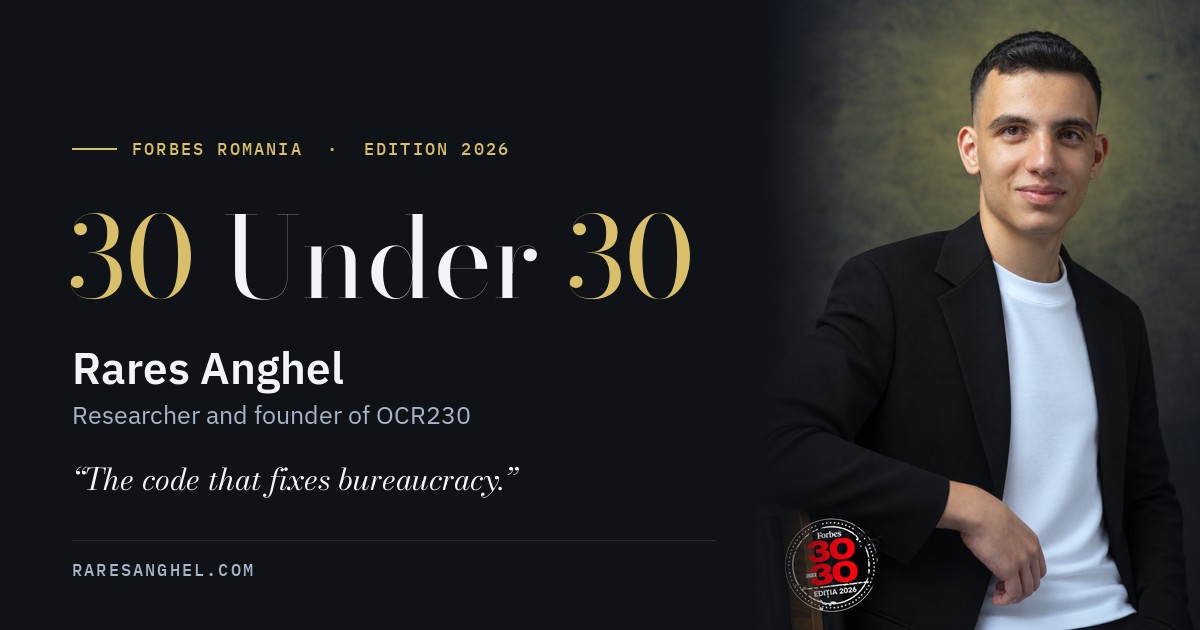 FORBES ROMANIA · EDITION 2026
30 Under 30
Rares Anghel
Researcher and founder of OCR230
“The code that fixes bureaucracy.”
RARESANGHEL.COM
Forbes
30
UNDER
30
EDIȚIA 2026